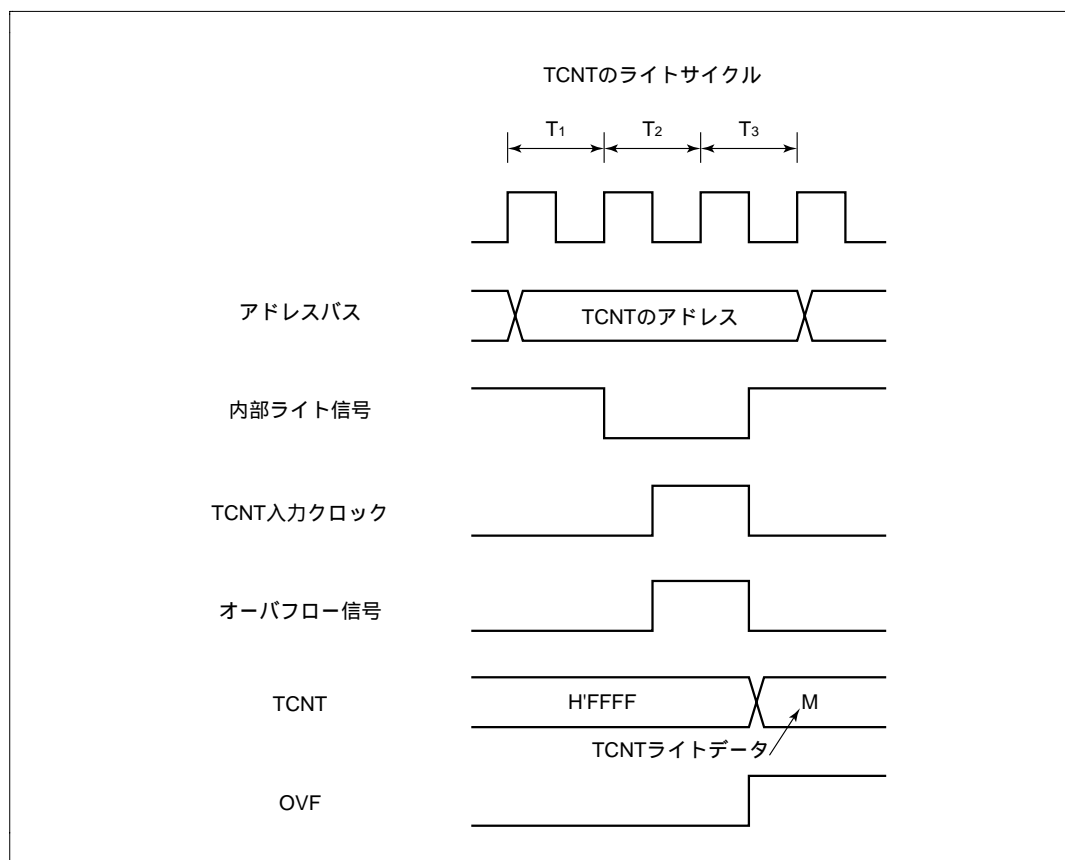 TCNTのライトサイクル
T1 T2 T3
アドレスバス
TCNTのアドレス
内部ライト信号
TCNT入力クロック
オーバフロー信号
TCNT
H'FFFF
M
TCNTライトデータ
OVF